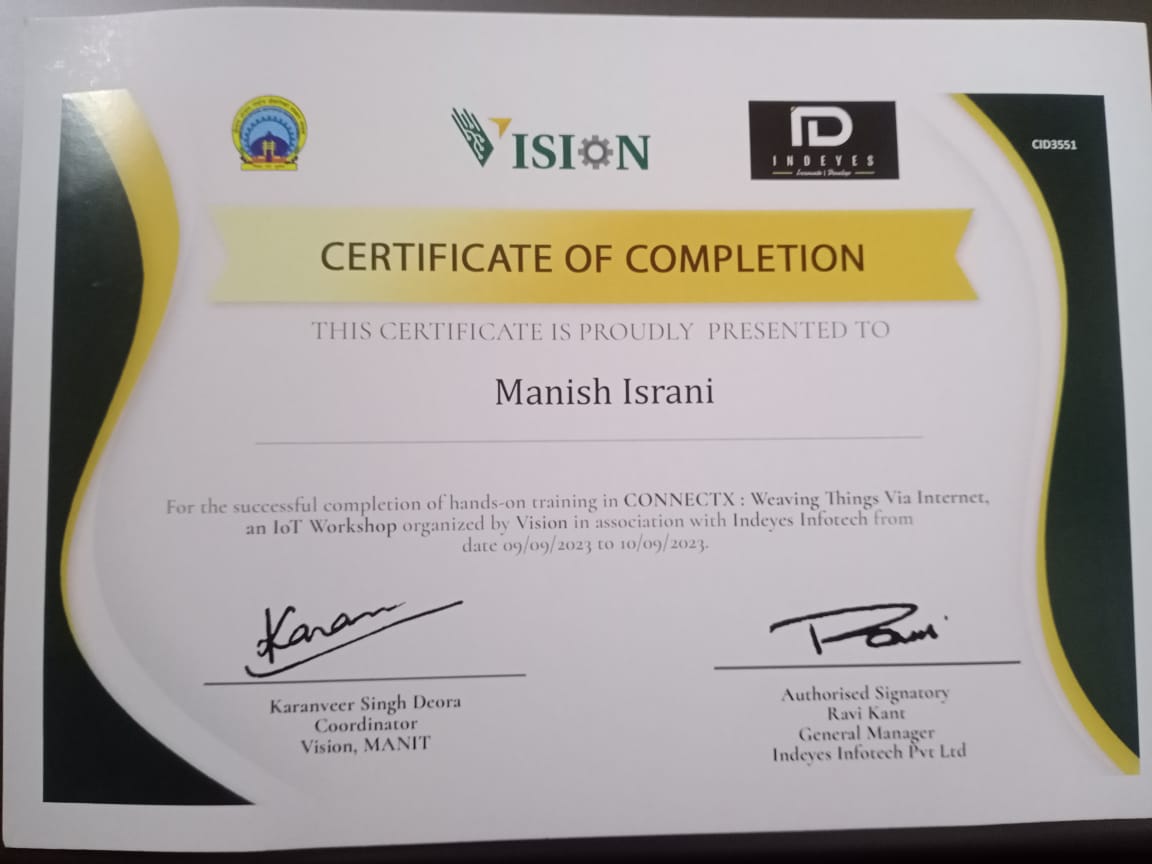 VISION
ID
INDEYES
CID3551
CERTIFICATE OF COMPLETION
THIS CERTIFICATE IS PROUDLY PRESENTED TO
Manish Israni
For the successful completion of hands-on training in CONNECTX : Weaving Things Via Internet,
an IoT Workshop organized by Vision in association with Indeyes Infotech from
date 09/09/2023 to 10/09/2023.
Karan
Ravi
Karanveer Singh Deora
Coordinator
Vision, MANIT
Authorised Signatory
Ravi Kant
General Manager
Indeyes Infotech Pvt Ltd